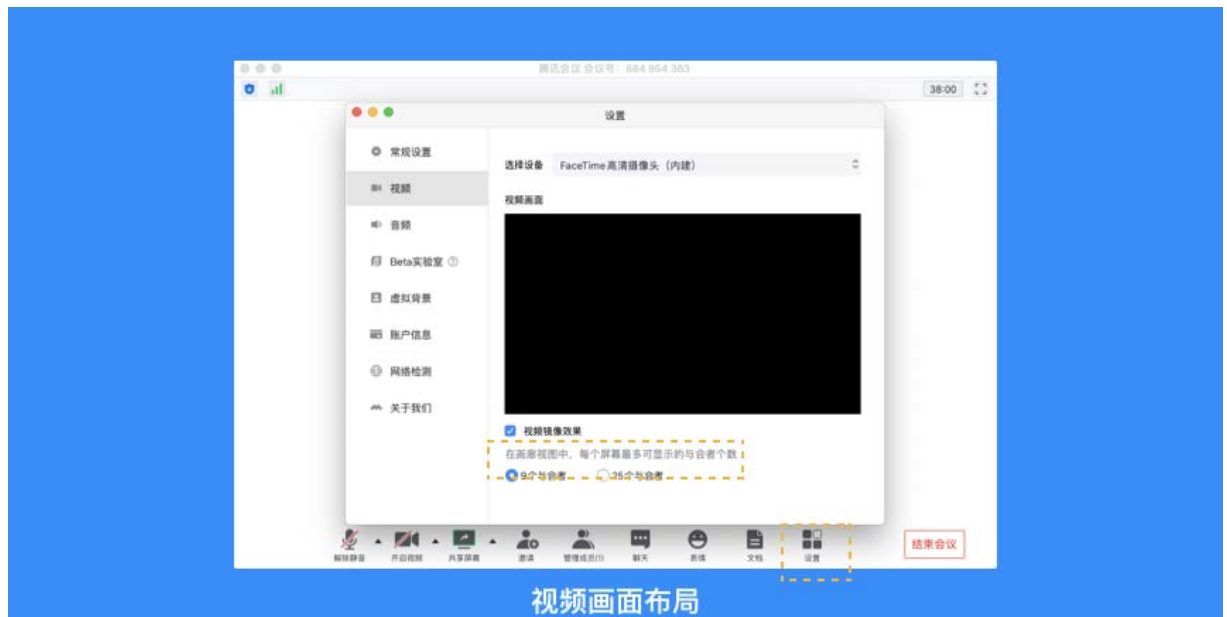 腾讯会议 会议号: 684 954 383
38:00
设置
常规设置
选择设备 FaceTime高清摄像头（内建）
视频
视频画面
音频
Beta实验室
虚拟背景
账户信息
网络检测
关于我们
视频镜像效果
在画廊视图中，每个屏幕最多可显示的与会者个数
9个与会者 25个与会者
解除静音 开启视频 共享屏幕 邀请 管理成员(1) 聊天 表情 文档 设置 结束会议
视频画面布局